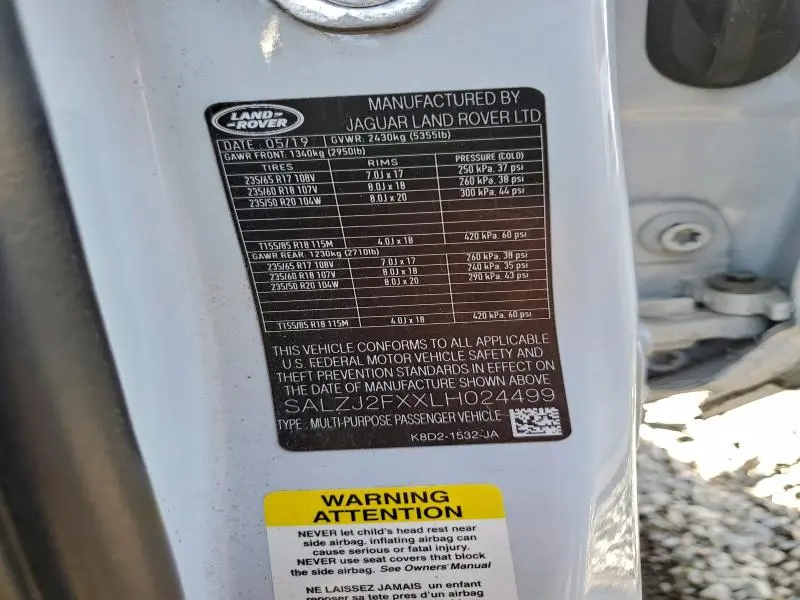 LAND-
ROVER
MANUFACTURED BY
JAGUAR LAND ROVER LTD
DATE : 05/19 GVWR: 2430kg (5355lb)
GAWR FRONT: 1340kg (2950lb)
TIRES RIMS PRESSURE (COLD)
235/65 R17 108V 7.0J x 17 250 kPa. 37 psi
235/60 R18 107V 8.0J x 18 260 kPa. 38 psi
235/50 R20 104W 8.0J x 20 300 kPa. 44 psi
T155/85 R18 115M 4.0J x 18 420 kPa. 60 psi
GAWR REAR: 1230kg (2710lb)
235/65 R17 108V 7.0J x 17 260 kPa. 38 psi
235/60 R18 107V 8.0J x 18 240 kPa. 35 psi
235/50 R20 104W 8.0J x 20 290 kPa. 43 psi
T155/85 R18 115M 4.0J x 18 420 kPa. 60 psi
THIS VEHICLE CONFORMS TO ALL APPLICABLE
U.S. FEDERAL MOTOR VEHICLE SAFETY AND
THEFT PREVENTION STANDARDS IN EFFECT ON
THE DATE OF MANUFACTURE SHOWN ABOVE
SALZJ2FXXLH024499
TYPE : MULTI-PURPOSE PASSENGER VEHICLE
K8D2-1532-JA
WARNING
ATTENTION
NEVER let child's head rest near
side airbag. inflating airbag can
cause serious or fatal injury.
NEVER use seat covers that block
the side airbag. See Owners' Manual
NE LAISSEZ JAMAIS un enfant
reposer sa tete pres d'un airbag